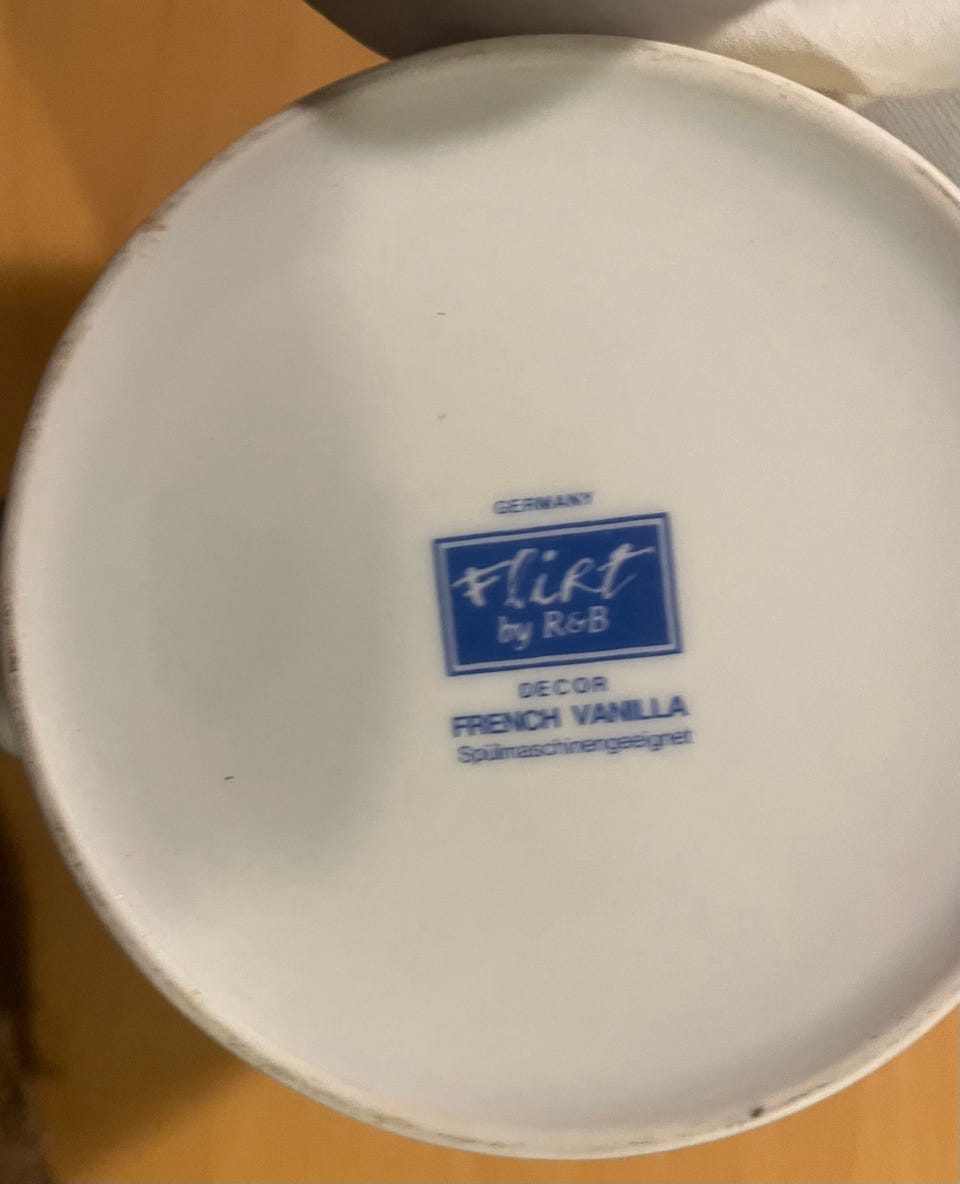 GERMANY
Flirt
by R&B
DECOR
FRENCH VANILLA
Spülmaschinengeeignet